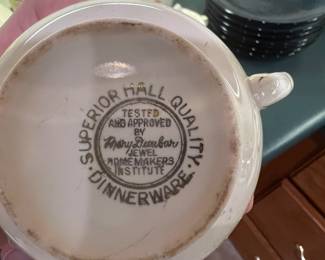 SUPERIOR HALL QUALITY
TESTED
AND APPROVED
BY
Mary Dunbar
JEWEL
HOMEMAKERS
INSTITUTE
· DINNERWARE ·